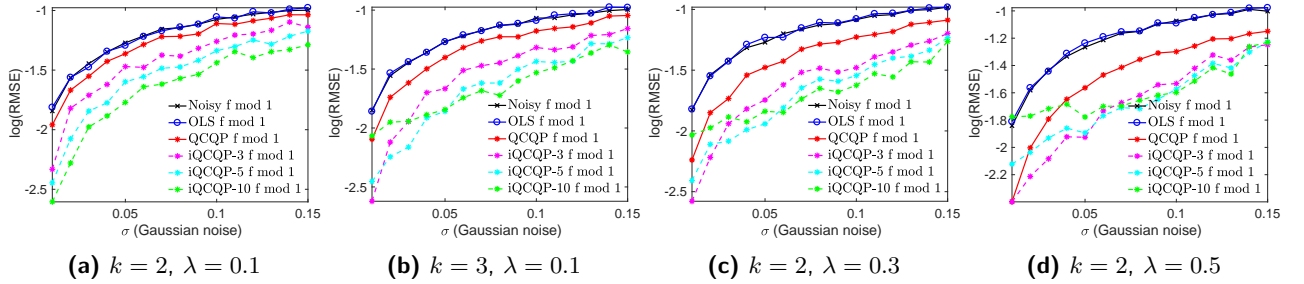 log(RMSE)
-1
-1.5
-2
-2.5
0.05
0.1
0.15
Noisy f mod 1
OLS f mod 1
QCQP f mod 1
iQCQP-3 f mod 1
iQCQP-5 f mod 1
iQCQP-10 f mod 1
σ (Gaussian noise)
(a) k = 2, λ = 0.1
log(RMSE)
-1
-1.5
-2
-2.5
0.05
0.1
0.15
Noisy f mod 1
OLS f mod 1
QCQP f mod 1
iQCQP-3 f mod 1
iQCQP-5 f mod 1
iQCQP-10 f mod 1
σ (Gaussian noise)
(b) k = 3, λ = 0.1
log(RMSE)
-1
-1.5
-2
-2.5
0.05
0.1
0.15
Noisy f mod 1
OLS f mod 1
QCQP f mod 1
iQCQP-3 f mod 1
iQCQP-5 f mod 1
iQCQP-10 f mod 1
σ (Gaussian noise)
(c) k = 2, λ = 0.3
log(RMSE)
-1
-1.2
-1.4
-1.6
-1.8
-2
-2.2
0.05
0.1
0.15
Noisy f mod 1
OLS f mod 1
QCQP f mod 1
iQCQP-3 f mod 1
iQCQP-5 f mod 1
iQCQP-10 f mod 1
σ (Gaussian noise)
(d) k = 2, λ = 0.5